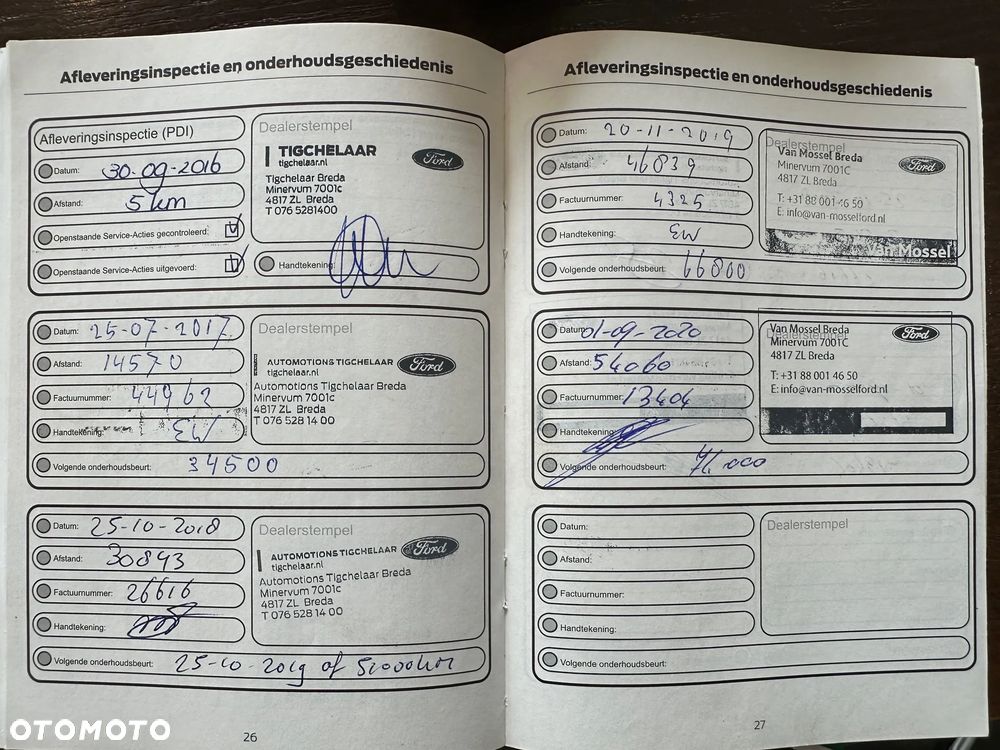 Afleveringsinspectie en onderhoudsgeschiedenis
Afleveringsinspectie (PDI)
Datum: 30-09-2016
Afstand: 5 km
Openstaande Service-Acties gecontroleerd:
Openstaande Service-Acties uitgevoerd:
Dealerstempel
TIGCHELAAR
tigchelaar.nl
Ford
Tigchelaar Breda
Minervum 7001c
4817 ZL Breda
T 076 5281400
Handtekening:
Datum: 25-07-2017
Afstand: 14570
Factuurnummer: 44962
Handtekening: EW
Volgende onderhoudsbeurt: 34500
Dealerstempel
AUTOMOTIONS TIGCHELAAR
tigchelaar.nl
Ford
Automotions Tigchelaar Breda
Minervum 7001c
4817 ZL Breda
T 076 528 14 00
Datum: 25-10-2018
Afstand: 30843
Factuurnummer: 26616
Handtekening:
Volgende onderhoudsbeurt: 25-10-2019 of 51000km
Dealerstempel
AUTOMOTIONS TIGCHELAAR
tigchelaar.nl
Ford
Automotions Tigchelaar Breda
Minervum 7001c
4817 ZL Breda
T 076 528 14 00
26
Afleveringsinspectie en onderhoudsgeschiedenis
Datum: 20-11-2019
Afstand: 46839
Factuurnummer: 4325
Handtekening: EW
Volgende onderhoudsbeurt: 66800
Dealerstempel
Van Mossel Breda
Minervum 7001C
4817 ZL Breda
Ford
T: +31 88 001 46 50
E: info@van-mosselford.nl
Van Mossel
Datum: 01-09-2020
Afstand: 54060
Factuurnummer: 13404
Handtekening:
Volgende onderhoudsbeurt: 74.000
Dealerstempel
Van Mossel Breda
Minervum 7001C
4817 ZL Breda
Ford
T: +31 88 001 46 50
E: info@van-mosselford.nl
Datum:
Afstand:
Factuurnummer:
Handtekening:
Volgende onderhoudsbeurt:
Dealerstempel
27
OTOMOTO